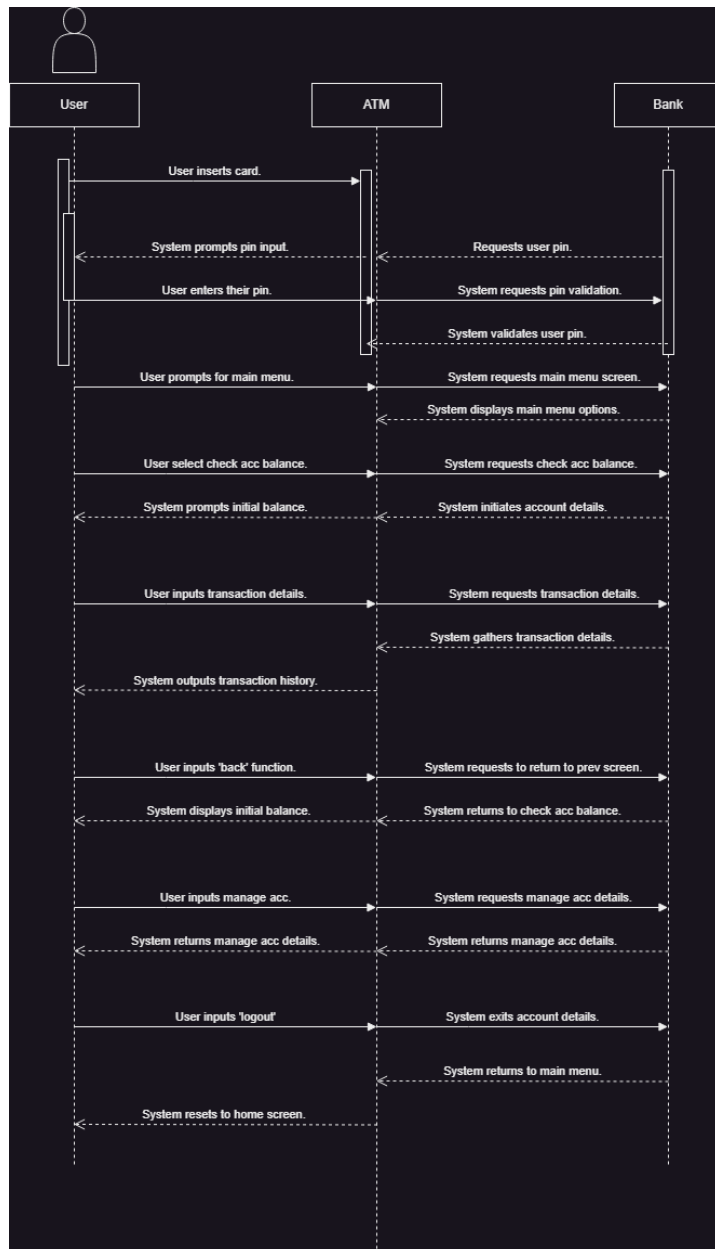 User
ATM
Bank
User inserts card.
System prompts pin input.
Requests user pin.
User enters their pin.
System requests pin validation.
System validates user pin.
User prompts for main menu.
System requests main menu screen.
System displays main menu options.
User select check acc balance.
System requests check acc balance.
System prompts initial balance.
System initiates account details.
User inputs transaction details.
System requests transaction details.
System gathers transaction details.
System outputs transaction history.
User inputs 'back' function.
System requests to return to prev screen.
System displays initial balance.
System returns to check acc balance.
User inputs manage acc.
System requests manage acc details.
System returns manage acc details.
System returns manage acc details.
User inputs 'logout'
System exits account details.
System returns to main menu.
System resets to home screen.